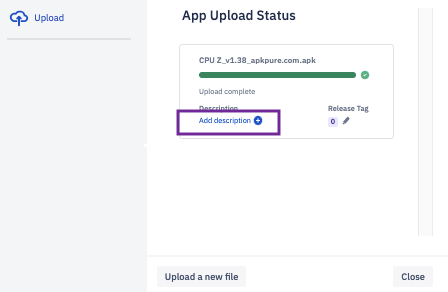 Upload
App Upload Status
CPU Z_v1.38_apkpure.com.apk
Upload complete
Description
Release Tag
Add description
0
Upload a new file
Close